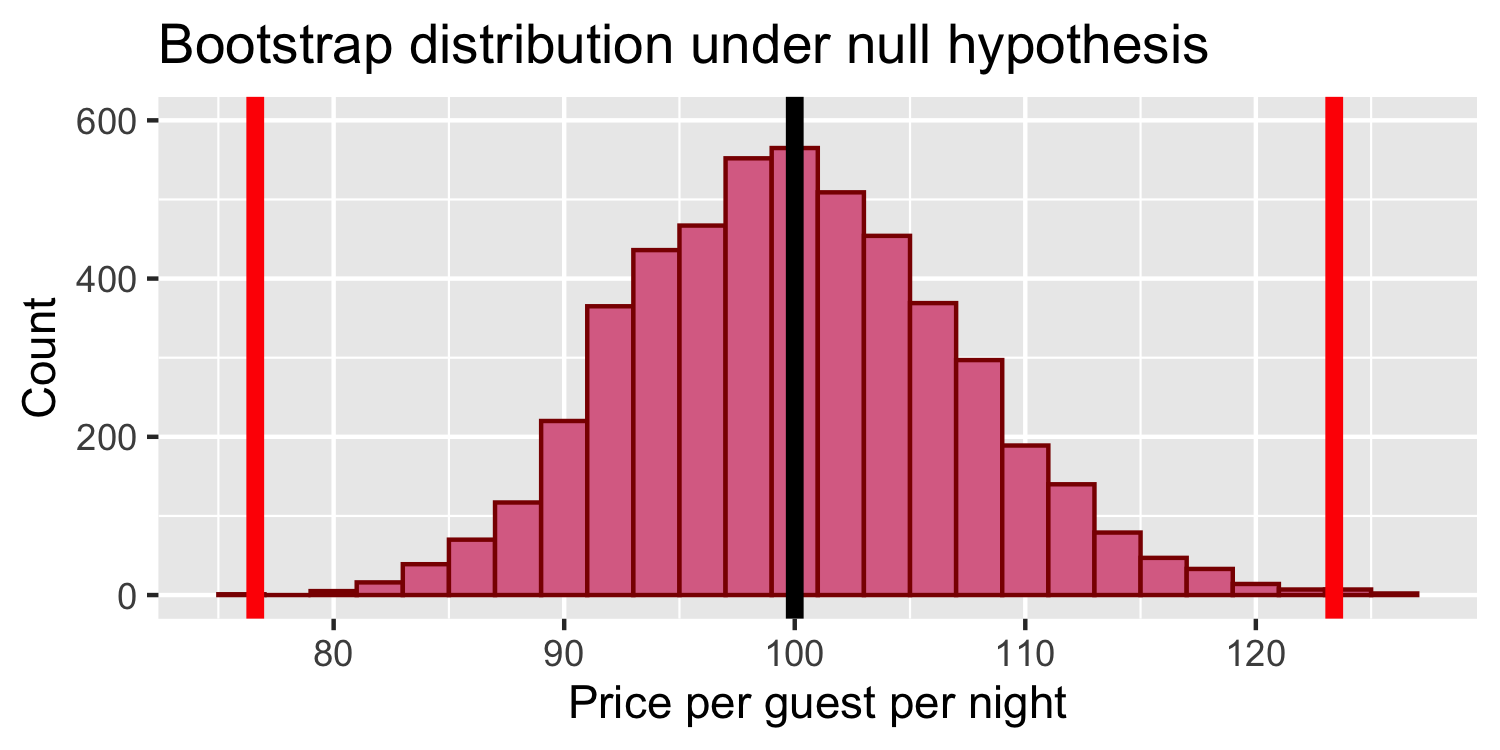 Bootstrap distribution under null hypothesis
600
400
200
0
Count
80 90 100 110 120
Price per guest per night